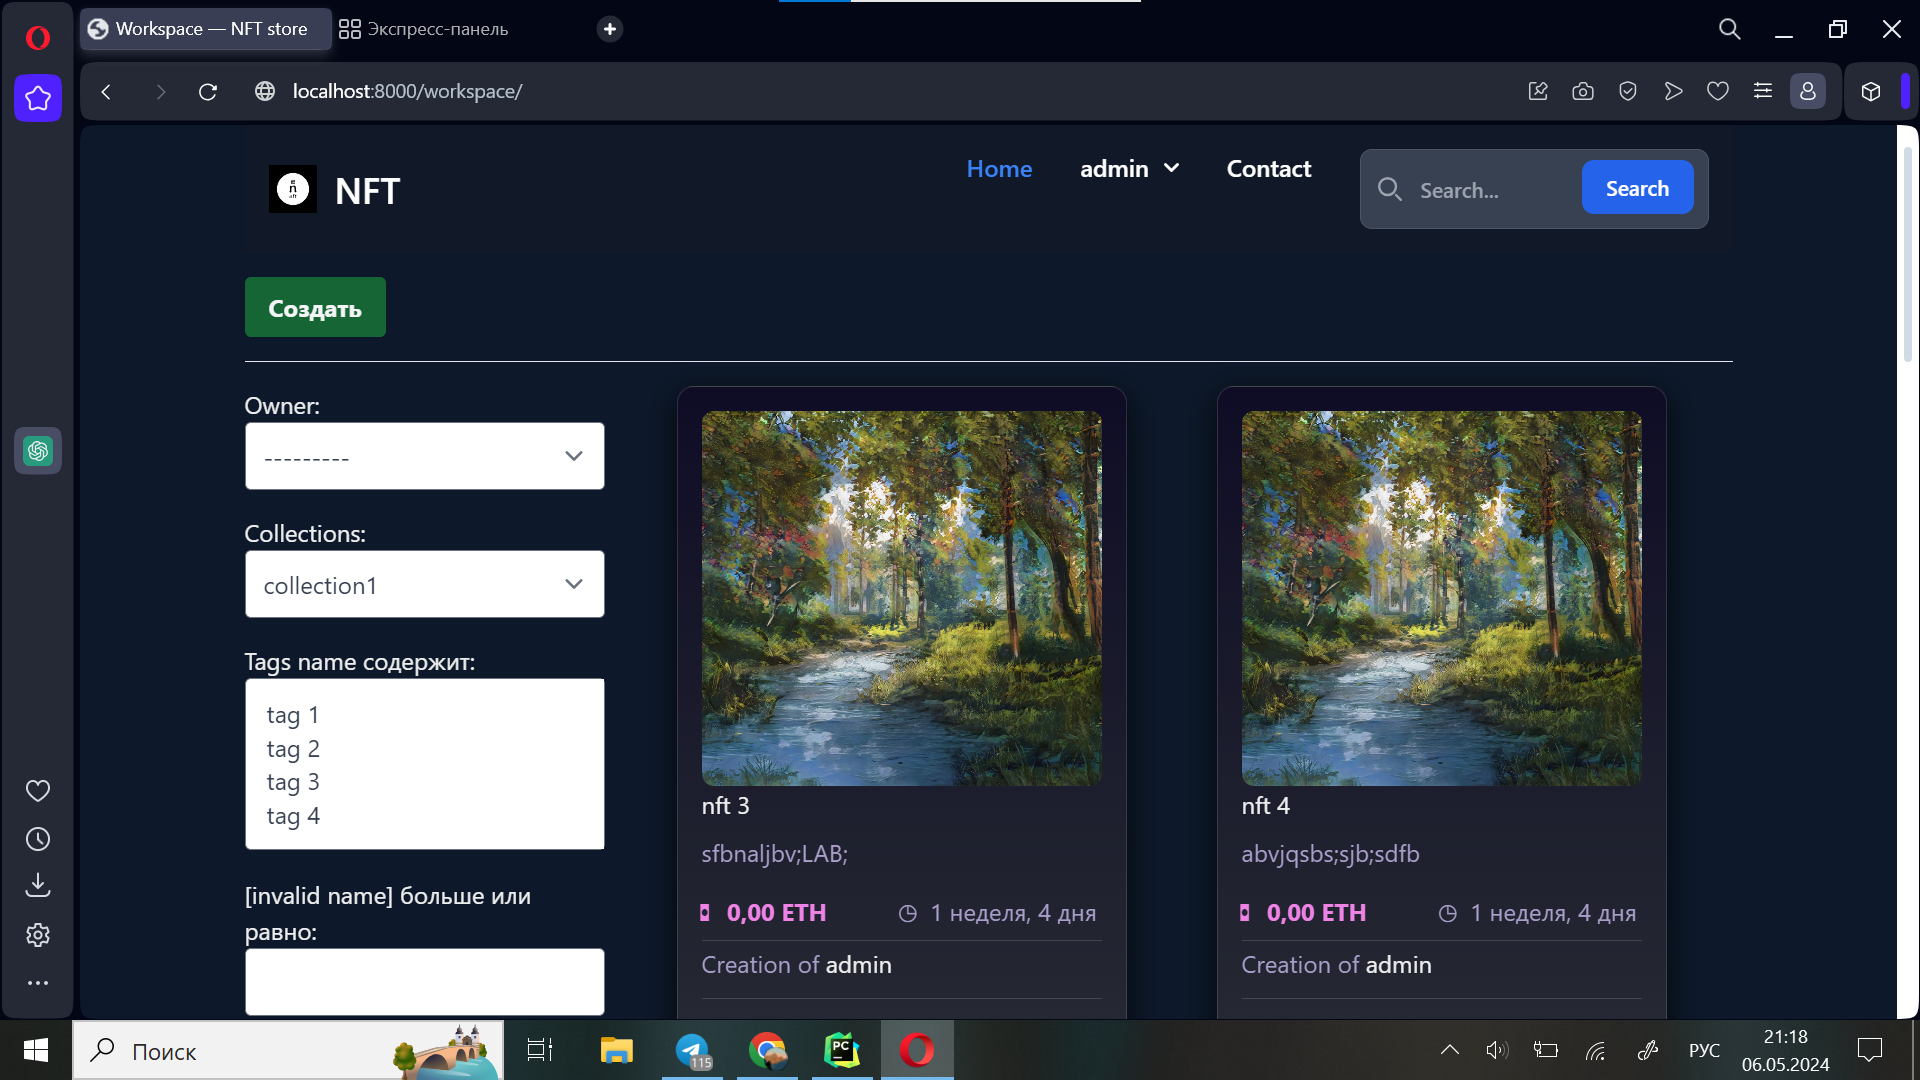 Workspace — NFT store
Экспресс-панель
localhost:8000/workspace/
NFT
Home
admin
Contact
Search...
Search
Создать
Owner:
---------
Collections:
collection1
Tags name содержит:
tag 1
tag 2
tag 3
tag 4
[invalid name] больше или
равно:
nft 3
sfbnaljbv;LAB;
0,00 ETH
1 неделя, 4 дня
Creation of admin
nft 4
abvjqsbs;sjb;sdfb
0,00 ETH
1 неделя, 4 дня
Creation of admin
Поиск
115
PC
РУС
21:18
06.05.2024